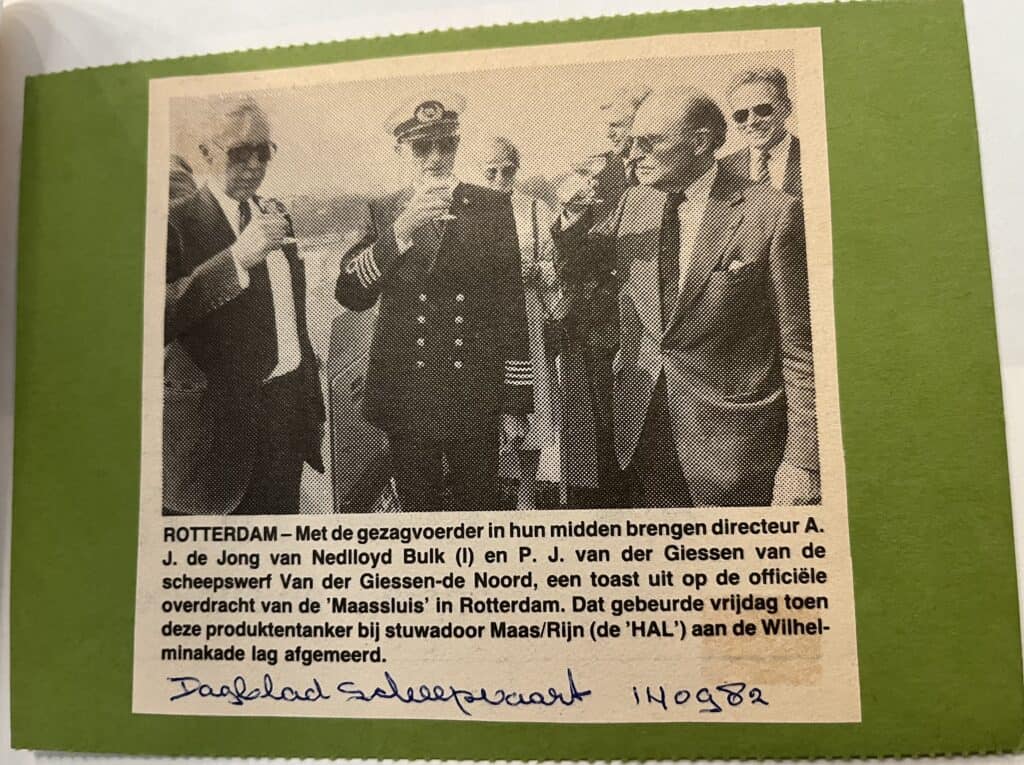 ROTTERDAM – Met de gezagvoerder in hun midden brengen directeur A.
J. de Jong van Nedlloyd Bulk (l) en P. J. van der Giessen van de
scheepswerf Van der Giessen-de Noord, een toast uit op de officiële
overdracht van de 'Maassluis' in Rotterdam. Dat gebeurde vrijdag toen
deze produktentanker bij stuwadoor Maas/Rijn (de 'HAL') aan de Wilhel-
minakade lag afgemeerd.
Dagblad Scheepvaart 140982